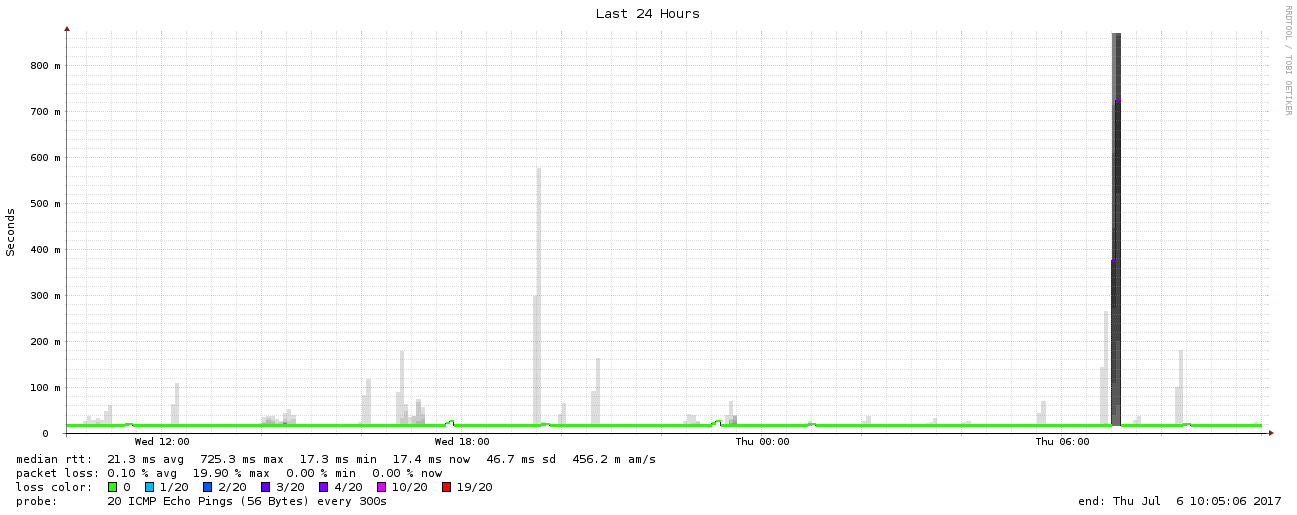 Last 24 Hours
RRDTOOL / TOBI OETIKER
Seconds
800 m
700 m
600 m
500 m
400 m
300 m
200 m
100 m
0
Wed 12:00 Wed 18:00 Thu 00:00 Thu 06:00
median rtt: 21.3 ms avg 725.3 ms max 17.3 ms min 17.4 ms now 46.7 ms sd 456.2 m am/s
packet loss: 0.10 % avg 19.90 % max 0.00 % min 0.00 % now
loss color: 0 1/20 2/20 3/20 4/20 10/20 19/20
probe: 20 ICMP Echo Pings (56 Bytes) every 300s end: Thu Jul 6 10:05:06 2017